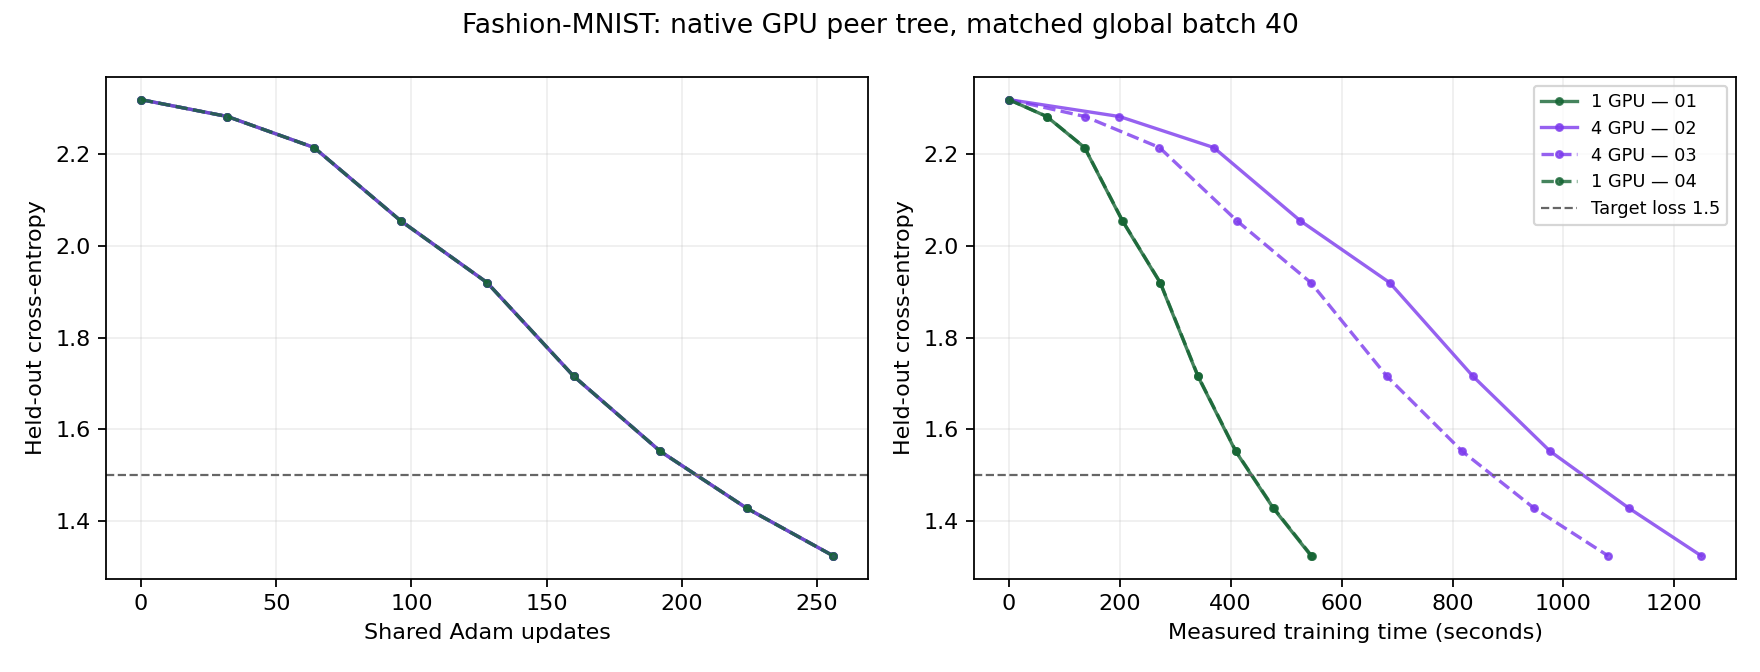 Fashion-MNIST: native GPU peer tree, matched global batch 40
Held-out cross-entropy
2.2
2.0
1.8
1.6
1.4
0
50
100
150
200
250
Shared Adam updates
Held-out cross-entropy
2.2
2.0
1.8
1.6
1.4
1 GPU — 01
4 GPU — 02
4 GPU — 03
1 GPU — 04
Target loss 1.5
0
200
400
600
800
1000
1200
Measured training time (seconds)